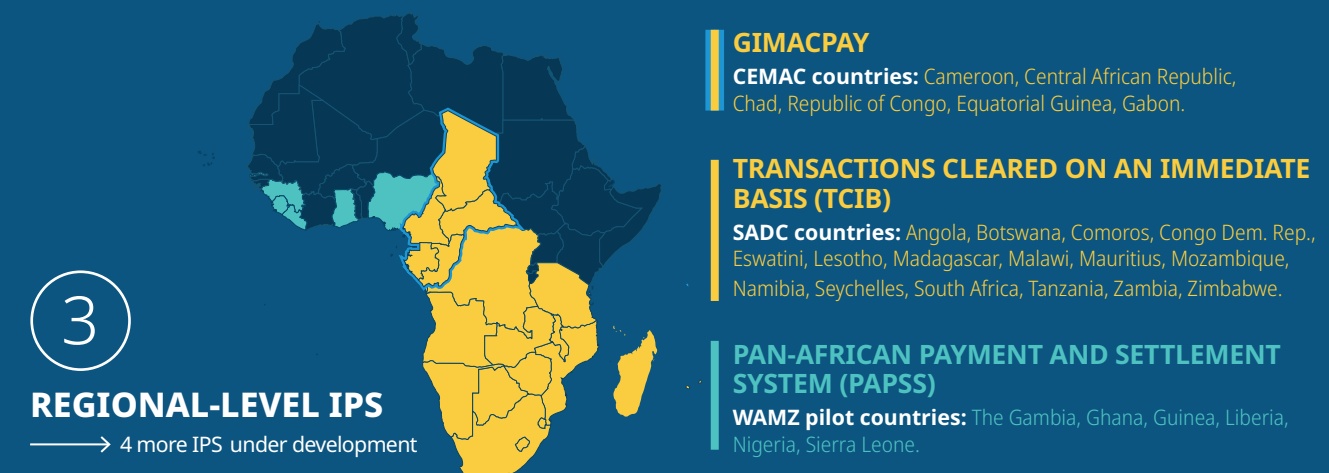 3
REGIONAL-LEVEL IPS
4 more IPS under development
GIMACPAY
CEMAC countries: Cameroon, Central African Republic,
Chad, Republic of Congo, Equatorial Guinea, Gabon.
TRANSACTIONS CLEARED ON AN IMMEDIATE
BASIS (TCIB)
SADC countries: Angola, Botswana, Comoros, Congo Dem. Rep.,
Eswatini, Lesotho, Madagascar, Malawi, Mauritius, Mozambique,
Namibia, Seychelles, South Africa, Tanzania, Zambia, Zimbabwe.
PAN-AFRICAN PAYMENT AND SETTLEMENT
SYSTEM (PAPSS)
WAMZ pilot countries: The Gambia, Ghana, Guinea, Liberia,
Nigeria, Sierra Leone.